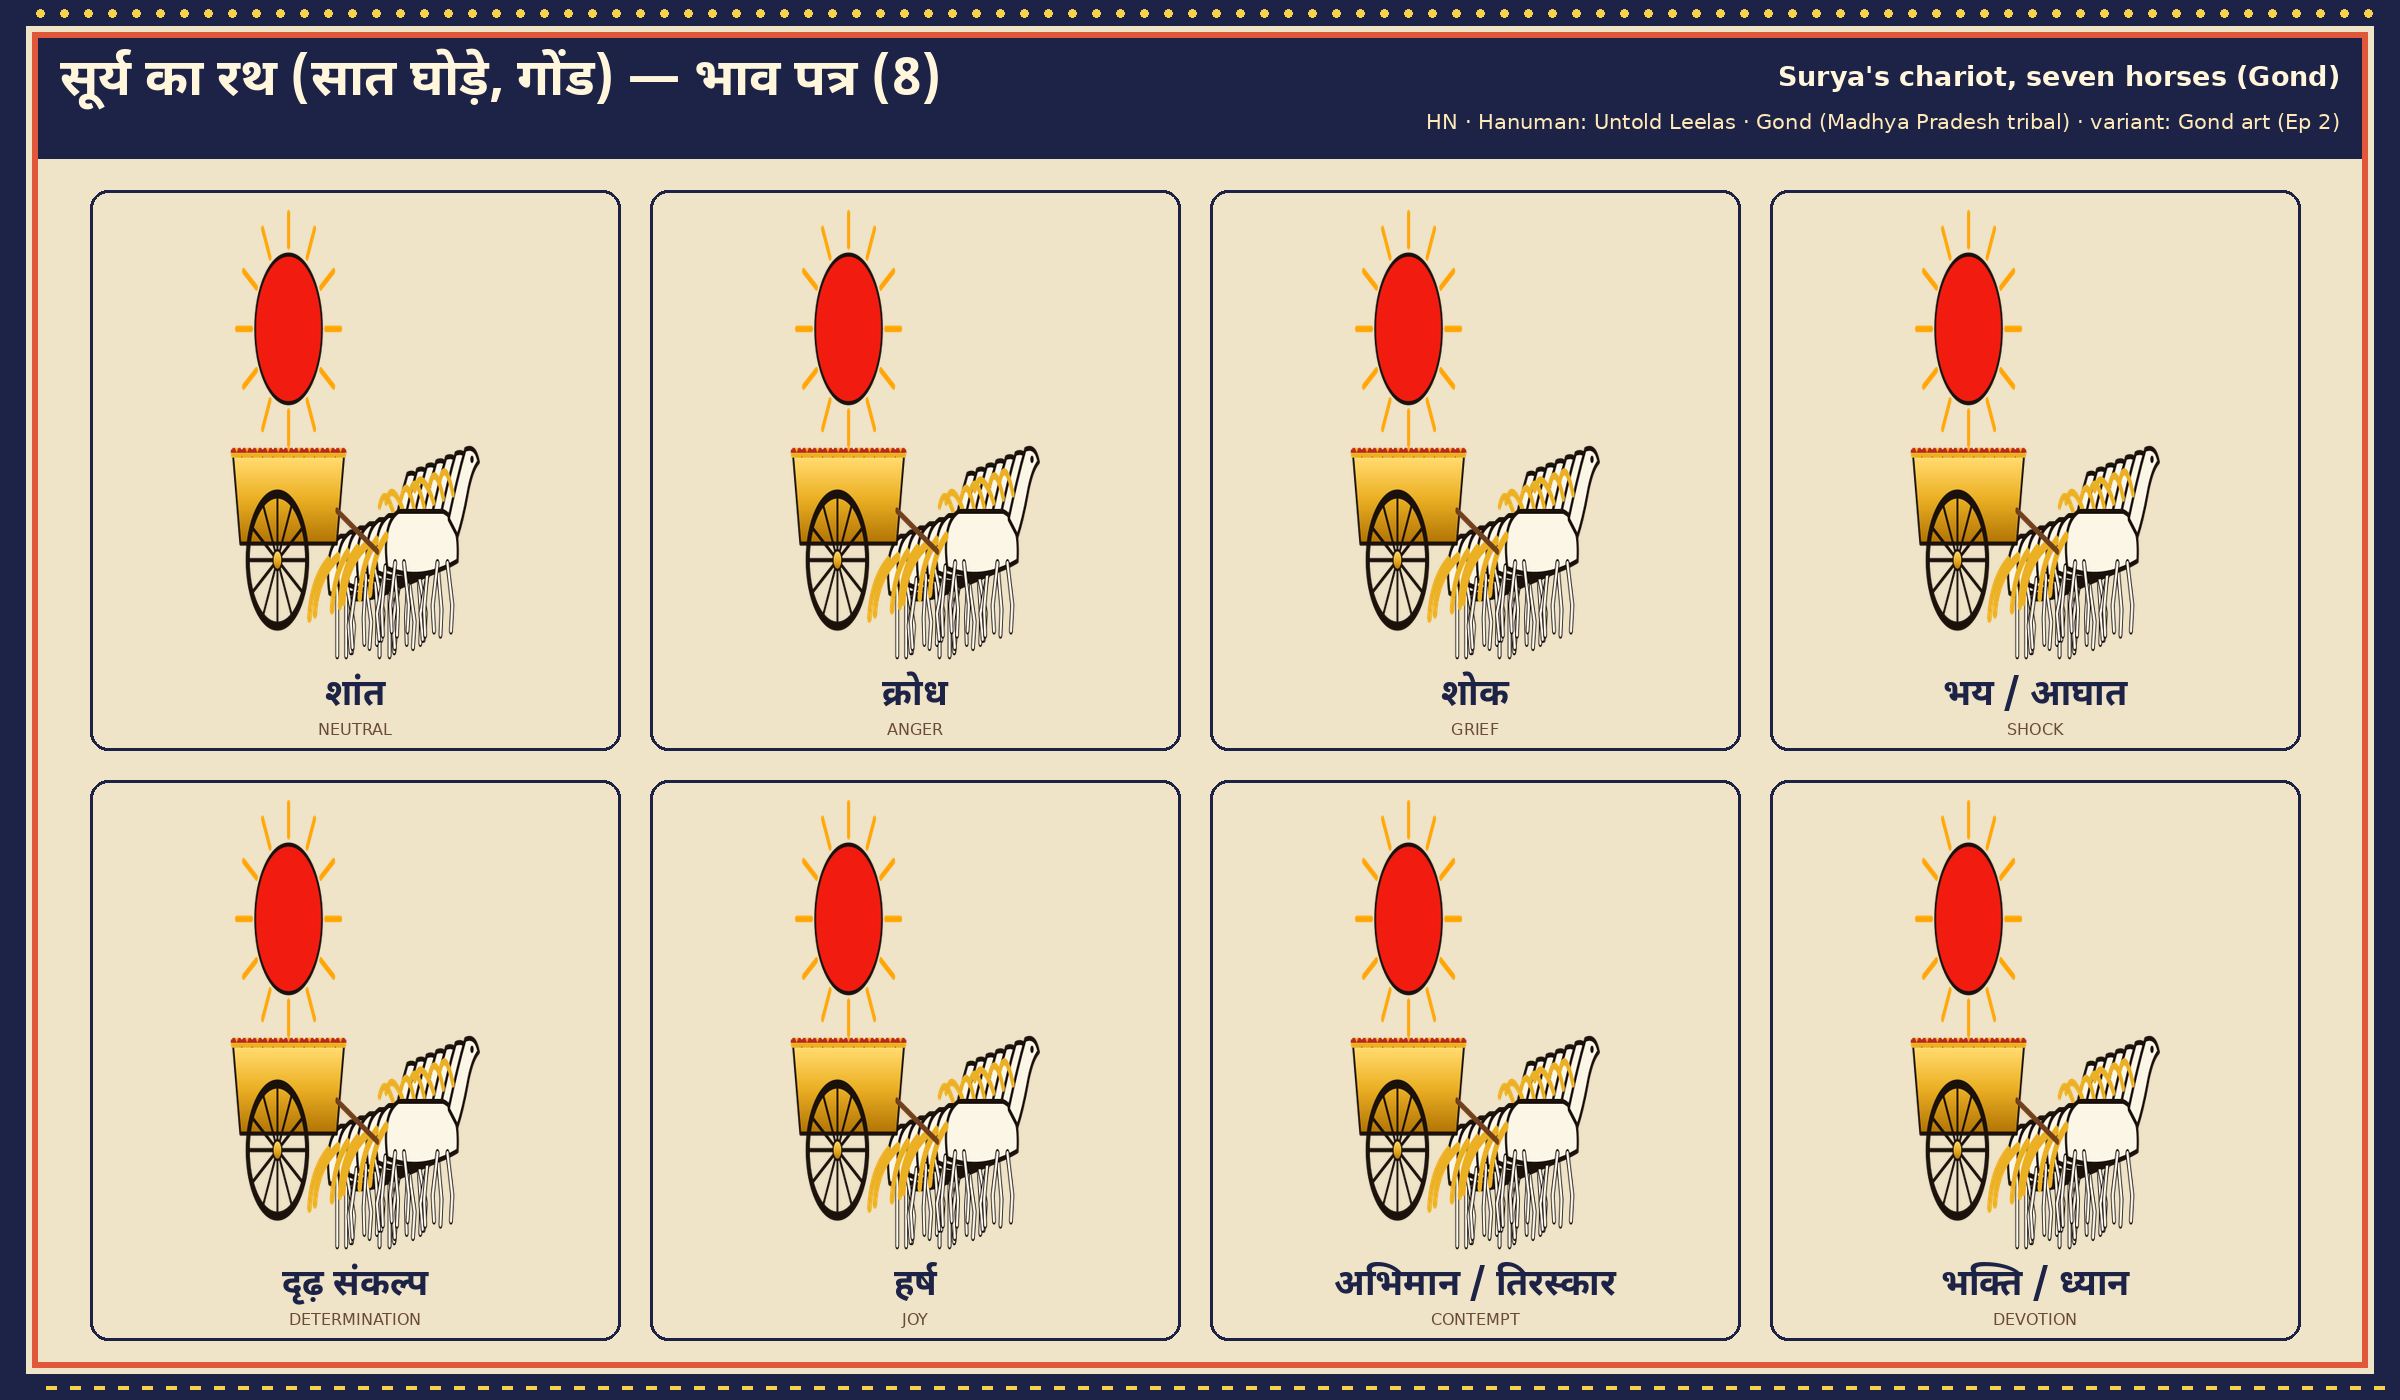 सूर्य का रथ (सात घोड़े, गोंड) — भाव पत्र (8)
Surya's chariot, seven horses (Gond)
HN · Hanuman: Untold Leelas · Gond (Madhya Pradesh tribal) · variant: Gond art (Ep 2)
शांत
NEUTRAL
क्रोध
ANGER
शोक
GRIEF
भय / आघात
SHOCK
दृढ़ संकल्प
DETERMINATION
हर्ष
JOY
अभिमान / तिरस्कार
CONTEMPT
भक्ति / ध्यान
DEVOTION